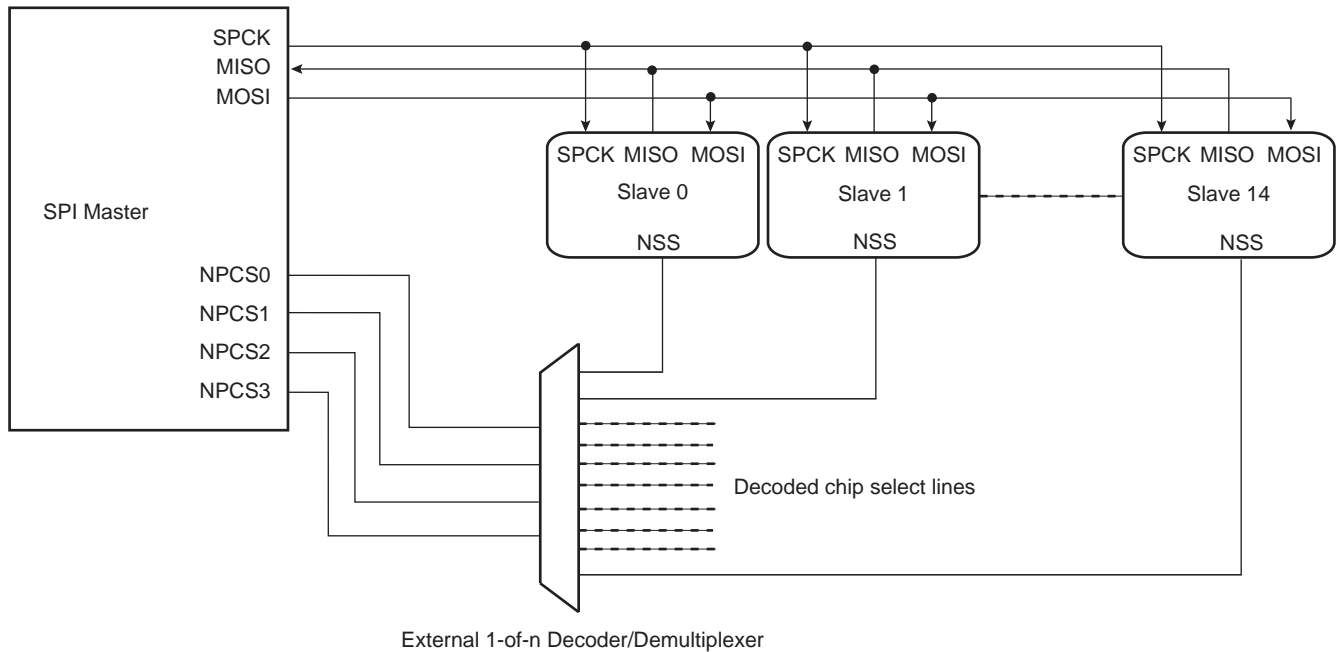 SPCK
MISO
MOSI
SPI Master
NPCS0
NPCS1
NPCS2
NPCS3
SPCK MISO MOSI
Slave 0
NSS
SPCK MISO MOSI
Slave 1
NSS
SPCK MISO MOSI
Slave 14
NSS
Decoded chip select lines
External 1-of-n Decoder/Demultiplexer